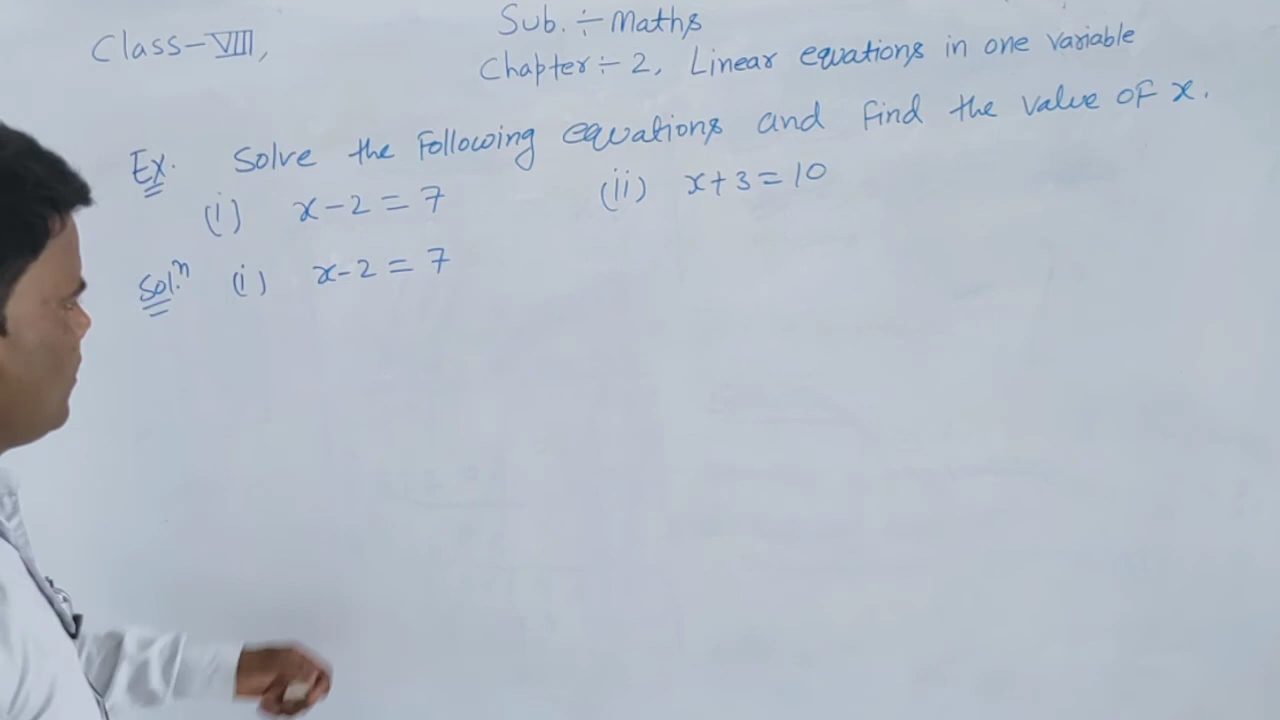 Class-VIII,
Sub. ÷ Maths
Chapter ÷ 2, Linear equations in one variable
Ex. Solve the following equations and find the value of x.
(i) x-2=7 (ii) x+3=10
Sol.ⁿ (i) x-2=7